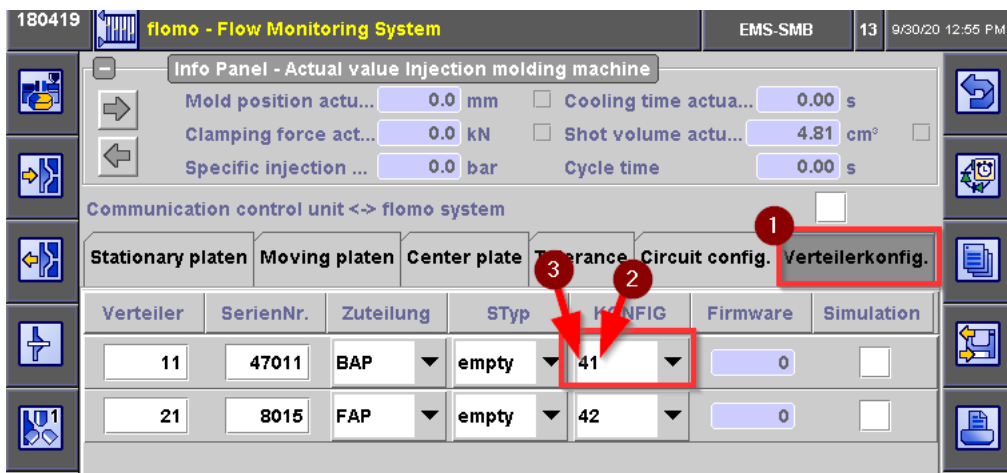 180419 flomo - Flow Monitoring System EMS-SMB 13 9/30/20 12:55 PM
Info Panel - Actual value Injection molding machine
Mold position actu... 0.0 mm Cooling time actua... 0.00 s
Clamping force act... 0.0 kN Shot volume actu... 4.81 cm³
Specific injection ... 0.0 bar Cycle time 0.00 s
Communication control unit <-> flomo system
1
Stationary platen Moving platen Center plate Circuit config. Verteilerkonfig.
3 2
Verteiler SerienNr. Zuteilung STyp KONFIG Firmware Simulation
11 47011 BAP empty 41 0
21 8015 FAP empty 42 0
1